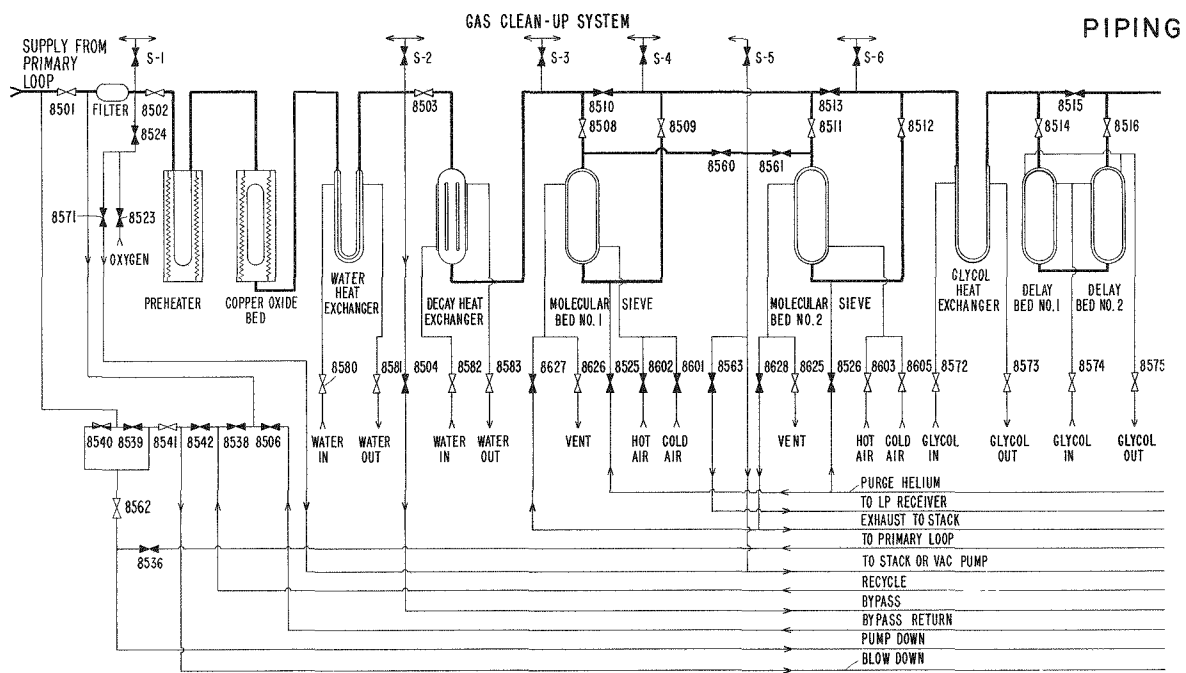 GAS CLEAN-UP SYSTEM
PIPING
SUPPLY FROM
PRIMARY
LOOP
S-1
S-2
S-3
S-4
S-5
S-6
8501
FILTER
8502
8503
8510
8513
8515
8524
8508
8509
8511
8512
8514
8516
8560
8561
8571
8523
OXYGEN
PREHEATER
COPPER OXIDE
BED
WATER
HEAT
EXCHANGER
DECAY HEAT
EXCHANGER
MOLECULAR SIEVE
BED NO. 1
MOLECULAR SIEVE
BED NO. 2
GLYCOL
HEAT
EXCHANGER
DELAY
BED NO. 1
DELAY
BED NO. 2
8580
8581
8504
8582
8583
8627
8626
8525
8602
8601
8563
8628
8625
8526
8603
8605
8572
8573
8574
8575
8540
8539
8541
8542
8538
8506
WATER
IN
WATER
OUT
WATER
IN
WATER
OUT
VENT
HOT
AIR
COLD
AIR
VENT
HOT
AIR
COLD
AIR
GLYCOL
IN
GLYCOL
OUT
GLYCOL
IN
GLYCOL
OUT
8562
8536
PURGE HELIUM
TO LP RECEIVER
EXHAUST TO STACK
TO PRIMARY LOOP
TO STACK OR VAC PUMP
RECYCLE
BYPASS
BYPASS RETURN
PUMP DOWN
BLOW DOWN